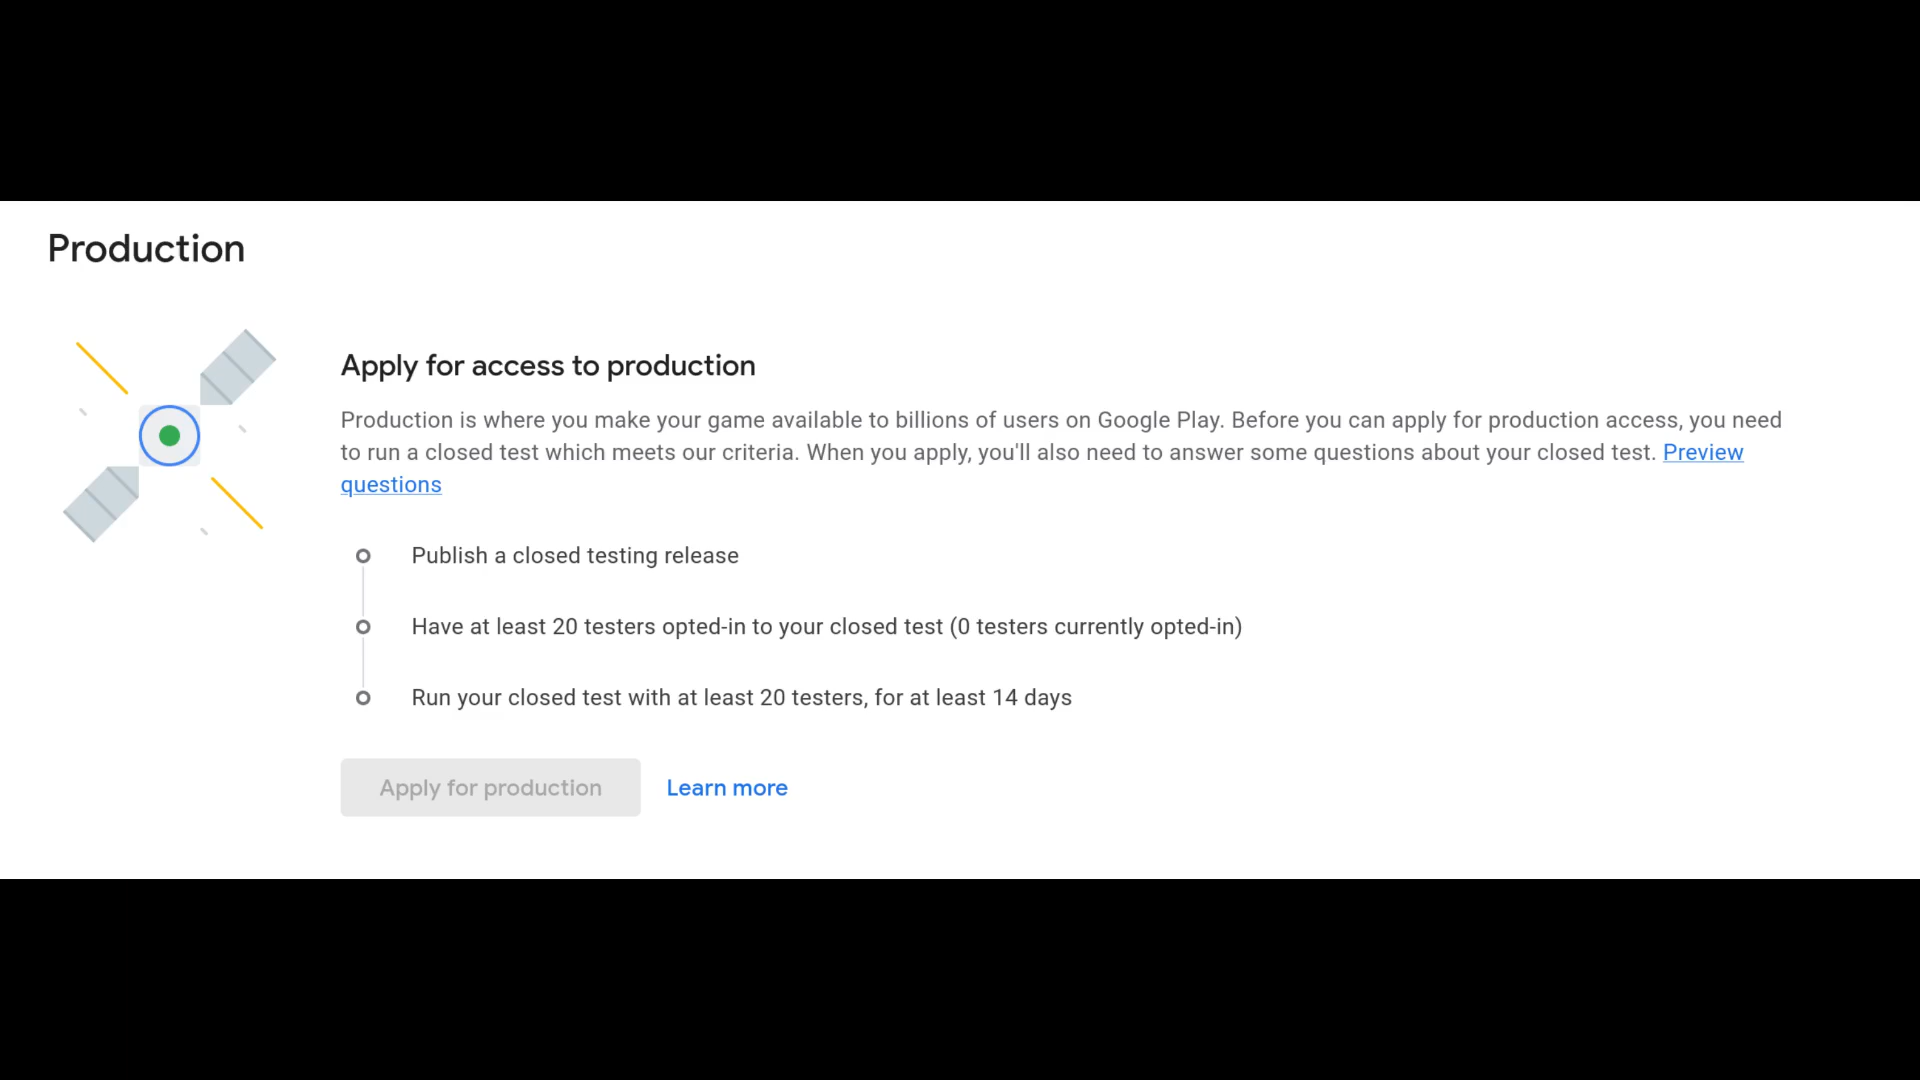 Production
Apply for access to production
Production is where you make your game available to billions of users on Google Play. Before you can apply for production access, you need
to run a closed test which meets our criteria. When you apply, you'll also need to answer some questions about your closed test. Preview
questions
Publish a closed testing release
Have at least 20 testers opted-in to your closed test (0 testers currently opted-in)
Run your closed test with at least 20 testers, for at least 14 days
Apply for production Learn more